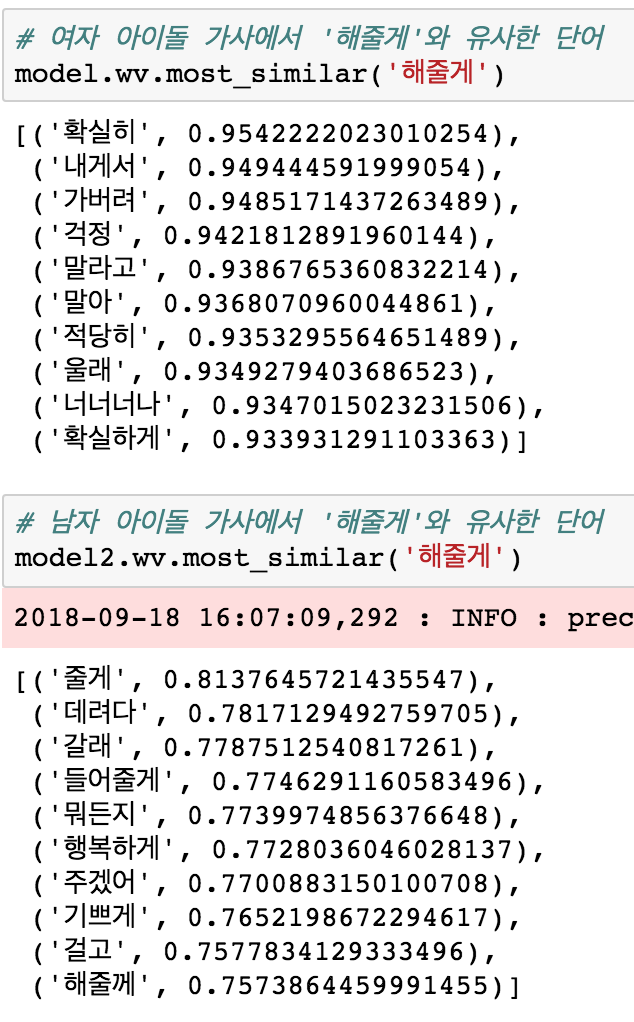 # 여자 아이돌 가사에서 '해줄게'와 유사한 단어
model.wv.most_similar('해줄게')
[('확실히', 0.9542222023010254),
('내게서', 0.949444591999054),
('가버려', 0.9485171437263489),
('걱정', 0.9421812891960144),
('말라고', 0.9386765360832214),
('말아', 0.9368070960044861),
('적당히', 0.9353295564651489),
('울래', 0.9349279403686523),
('너너너나', 0.9347015023231506),
('확실하게', 0.933931291103363)]
# 남자 아이돌 가사에서 '해줄게'와 유사한 단어
model2.wv.most_similar('해줄게')
2018-09-18 16:07:09,292 : INFO : prec
[('줄게', 0.8137645721435547),
('데려다', 0.7817129492759705),
('갈래', 0.7787512540817261),
('들어줄게', 0.7746291160583496),
('뭐든지', 0.7739974856376648),
('행복하게', 0.7728036046028137),
('주겠어', 0.7700883150100708),
('기쁘게', 0.7652198672294617),
('걸고', 0.7577834129333496),
('해줄께', 0.7573864459991455)]